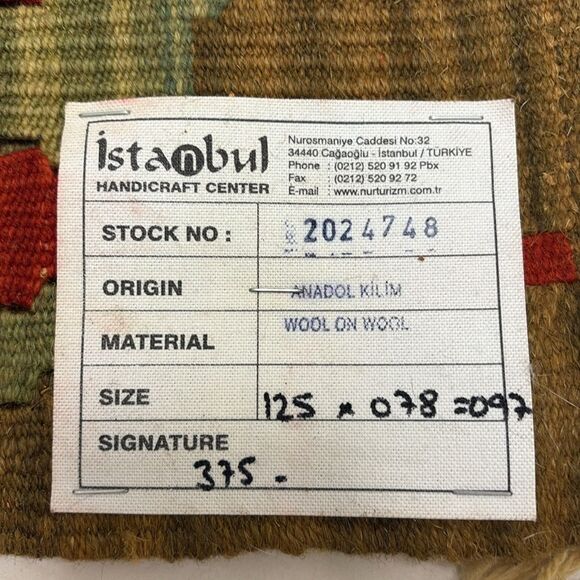 istanbul
HANDICRAFT CENTER
Nurosmaniye Caddesi No:32
34440 Cağaoğlu - İstanbul / TÜRKİYE
Phone : (0212) 520 91 92 Pbx
Fax : (0212) 520 92 72
E-mail : www.nurturizm.com.tr
STOCK NO : 2024748
ORIGIN ANADOL KİLİM
MATERIAL WOOL ON WOOL
SIZE 125 x 078 = 097
SIGNATURE
375 -